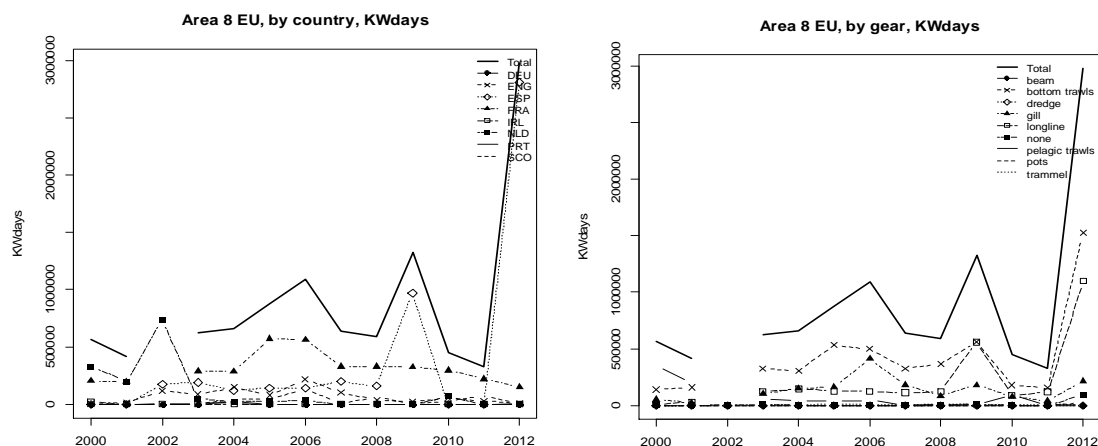 Area 8 EU, by country, KWdays
KWdays
3000000
2000000
1000000
500000
0
2000 2002 2004 2006 2008 2010 2012
Total
DEU
ENG
ESP
FRA
IRL
NLD
PRT
SCO
Area 8 EU, by gear, KWdays
KWdays
3000000
2000000
1000000
500000
0
2000 2002 2004 2006 2008 2010 2012
Total
beam
bottom trawls
dredge
gill
longline
none
pelagic trawls
pots
trammel